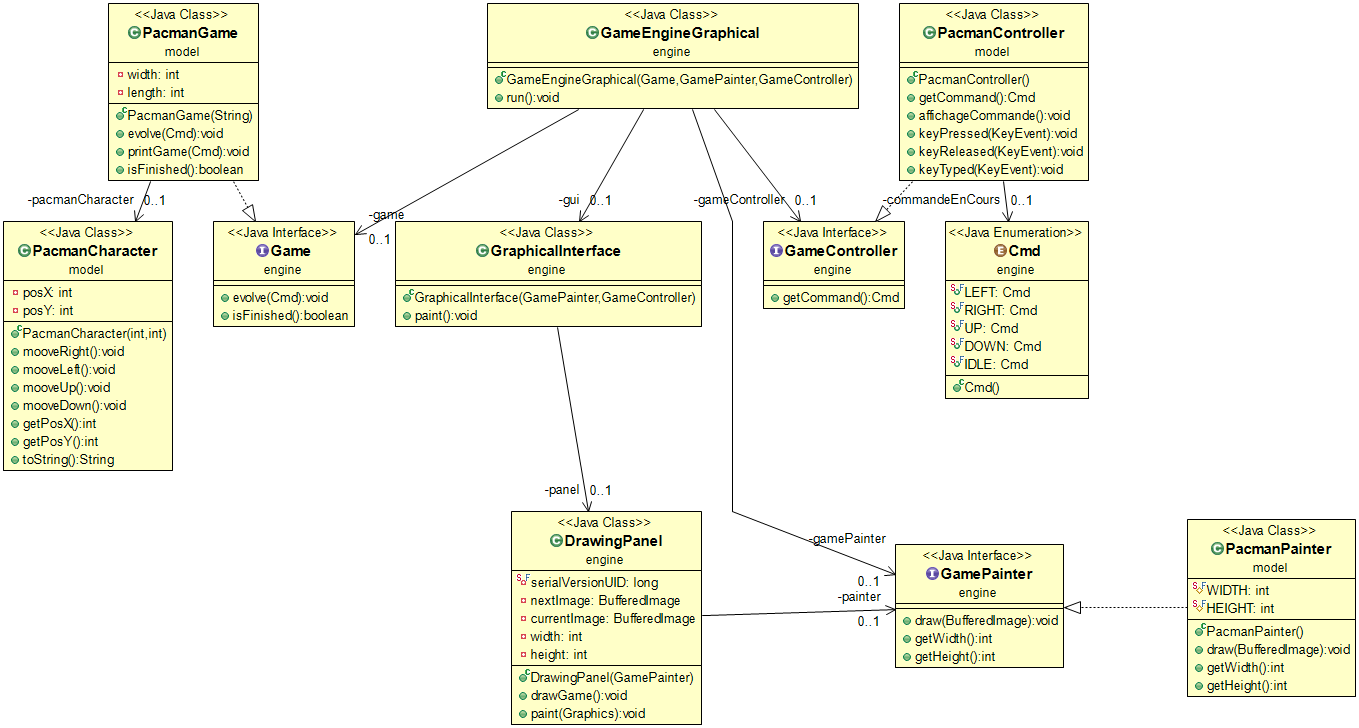 <<Java Class>>
PacmanGame
model
width: int
length: int
PacmanGame(String)
evolve(Cmd):void
printGame(Cmd):void
isFinished():boolean
<<Java Class>>
GameEngineGraphical
engine
GameEngineGraphical(Game,GamePainter,GameController)
run():void
<<Java Class>>
PacmanController
model
PacmanController()
getCommand():Cmd
affichageCommande():void
keyPressed(KeyEvent):void
keyReleased(KeyEvent):void
keyTyped(KeyEvent):void
-pacmanCharacter 0..1
-game
0..1
-gui 0..1
-gameController 0..1
-commandeEnCours 0..1
<<Java Class>>
PacmanCharacter
model
posX: int
posY: int
PacmanCharacter(int,int)
mooveRight():void
mooveLeft():void
mooveUp():void
mooveDown():void
getPosX():int
getPosY():int
toString():String
<<Java Interface>>
Game
engine
evolve(Cmd):void
isFinished():boolean
<<Java Class>>
GraphicalInterface
engine
GraphicalInterface(GamePainter,GameController)
paint():void
<<Java Interface>>
GameController
engine
getCommand():Cmd
<<Java Enumeration>>
Cmd
engine
LEFT: Cmd
RIGHT: Cmd
UP: Cmd
DOWN: Cmd
IDLE: Cmd
Cmd()
-panel 0..1
<<Java Class>>
DrawingPanel
engine
serialVersionUID: long
nextImage: BufferedImage
currentImage: BufferedImage
width: int
height: int
DrawingPanel(GamePainter)
drawGame():void
paint(Graphics):void
-gamePainter
0..1
-painter
0..1
<<Java Interface>>
GamePainter
engine
draw(BufferedImage):void
getWidth():int
getHeight():int
<<Java Class>>
PacmanPainter
model
WIDTH: int
HEIGHT: int
PacmanPainter()
draw(BufferedImage):void
getWidth():int
getHeight():int